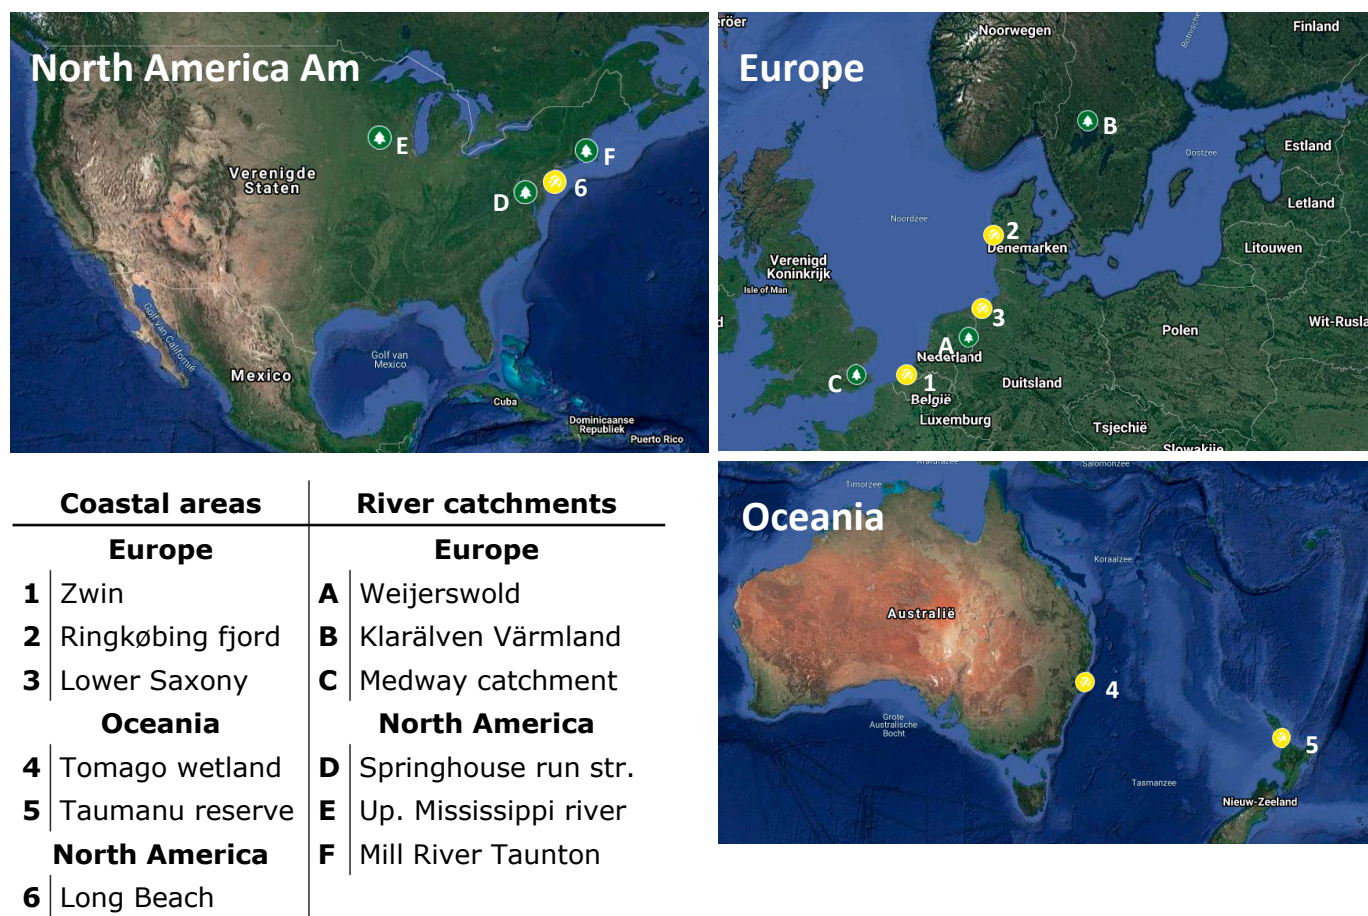 North America Am
E
F
Verenigde
Staten
D
6
Golf van Californië
Golf van
Mexico
Mexico
Cuba
Dominicaanse
Republiek
Puerto Rico
Europe
Noorwegen
Finland
B
Oostzee
Estland
Letland
Noordzee
2
Denemarken
Litouwen
Verenigd
Koninkrijk
Isle of Man
3
Polen
Wit-Rusla
A
Nederland
C
1
Duitsland
België
Luxemburg
Tsjechië
Slowakije
Coastal areas
River catchments
Europe
Europe
1 Zwin
A Weijerswold
2 Ringkøbing fjord
B Klarälven Värmland
3 Lower Saxony
C Medway catchment
Oceania
North America
4 Tomago wetland
D Springhouse run str.
5 Taumanu reserve
E Up. Mississippi river
North America
F Mill River Taunton
6 Long Beach
Oceania
Timorzee
Salomonzee
Koraalzee
Australië
4
Grote
Australische
Bocht
5
Tasmanzee
Nieuw-Zeeland